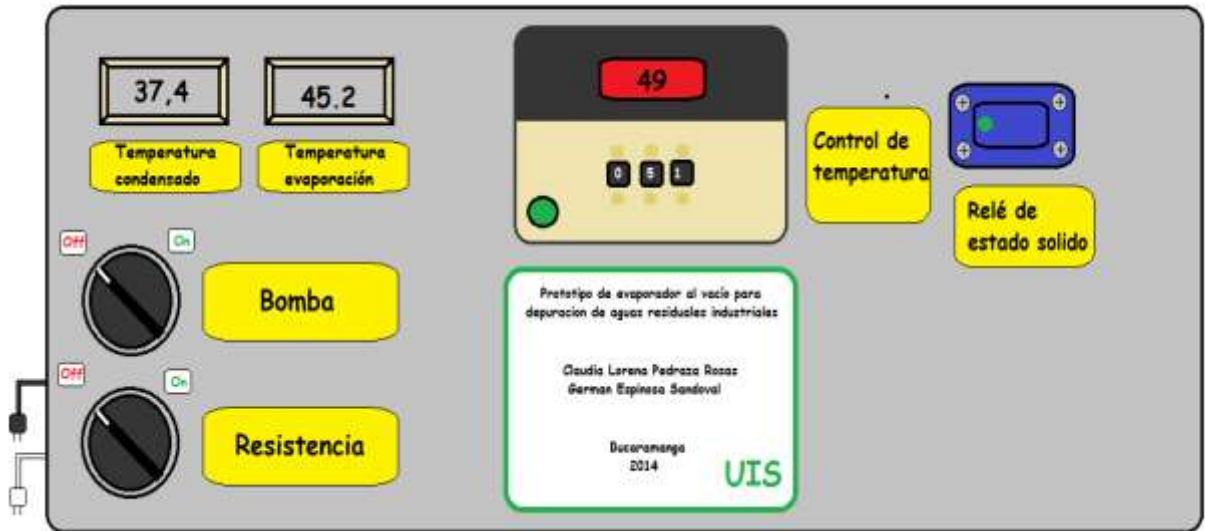 37,4
45.2
Temperatura
condensado
Temperatura
evaporación
49
0 5 1
Control de
temperatura
Relé de
estado solido
Off
On
Bomba
Off
On
Resistencia
Prototipo de evaporador al vacío para
depuracion de aguas residuales industriales
Claudia Lorena Pedraza Rosas
German Espinosa Sandoval
Bucaramanga
2014
UIS